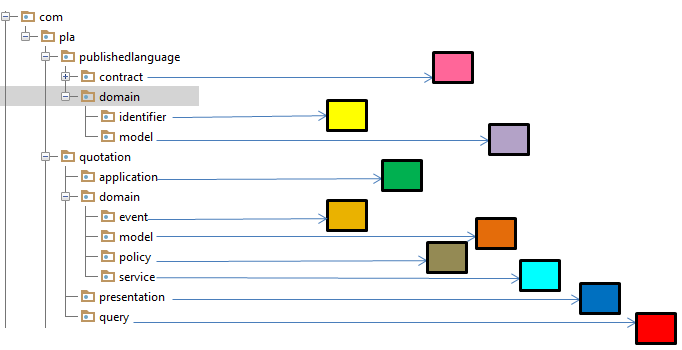 com
pla
publishedlanguage
contract
domain
identifier
model
quotation
application
domain
event
model
policy
service
presentation
query